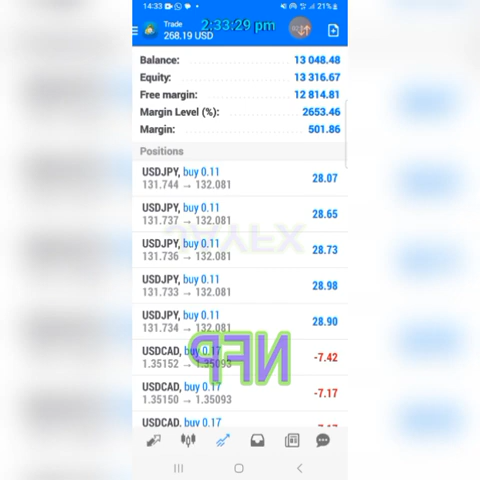 14:33
21%
Trade
2:33:29 pm
268.19 USD
Balance: 13 048.48
Equity: 13 316.67
Free margin: 12 814.81
Margin Level (%): 2653.46
Margin: 501.86
Positions
USDJPY, buy 0.11
131.744 → 132.081 28.07
USDJPY, buy 0.11
131.737 → 132.081 28.65
USDJPY, buy 0.11
131.736 → 132.081 28.73
USDJPY, buy 0.11
131.733 → 132.081 28.98
USDJPY, buy 0.11
131.734 → 132.081 28.90
NFP
USDCAD, buy 0.17
1.35152 → 1.35093 -7.42
USDCAD, buy 0.17
1.35150 → 1.35093 -7.17
USDCAD, buy 0.17